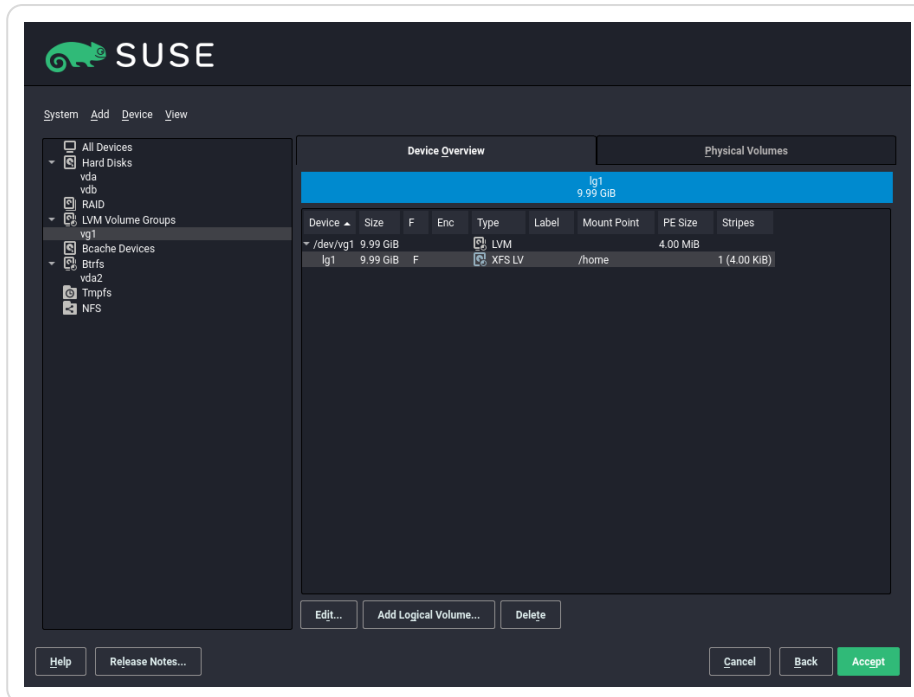 SUSE
System Add Device View
All Devices
Hard Disks
vda
vdb
RAID
LVM Volume Groups
vg1
Bcache Devices
Btrfs
vda2
Tmpfs
NFS
Device Overview
Physical Volumes
lg1
9.99 GiB
Device Size F Enc Type Label Mount Point PE Size Stripes
/dev/vg1 9.99 GiB LVM 4.00 MiB
lg1 9.99 GiB F XFS LV /home 1 (4.00 KiB)
Edit... Add Logical Volume... Delete
Help Release Notes... Cancel Back Accept